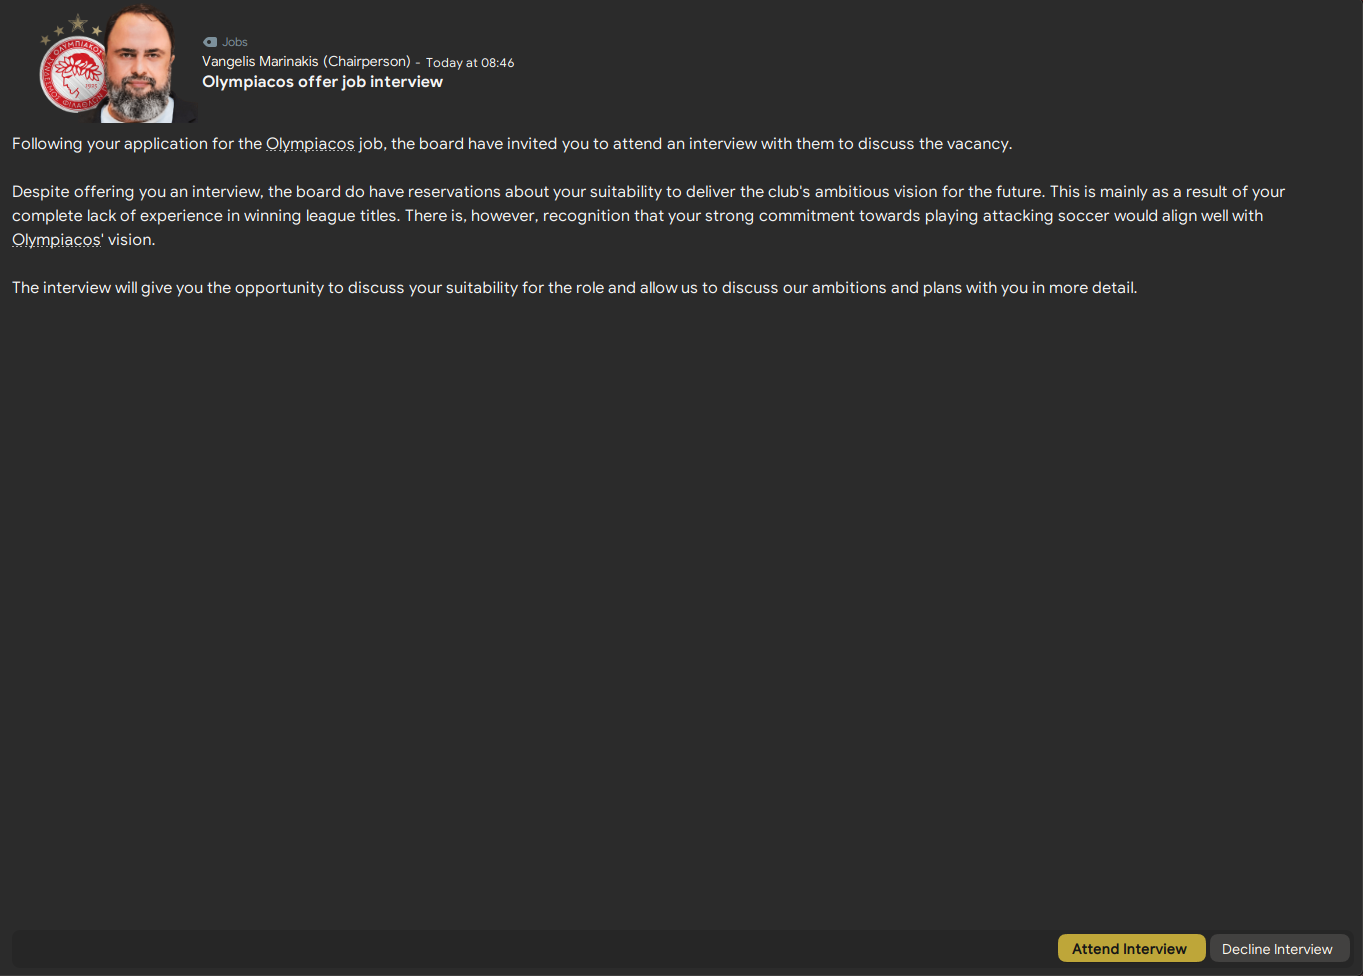 Jobs
Vangelis Marinakis (Chairperson) - Today at 08:46
Olympiacos offer job interview
Following your application for the Olympiacos job, the board have invited you to attend an interview with them to discuss the vacancy.
Despite offering you an interview, the board do have reservations about your suitability to deliver the club's ambitious vision for the future. This is mainly as a result of your
complete lack of experience in winning league titles. There is, however, recognition that your strong commitment towards playing attacking soccer would align well with
Olympiacos' vision.
The interview will give you the opportunity to discuss your suitability for the role and allow us to discuss our ambitions and plans with you in more detail.
Attend Interview
Decline Interview